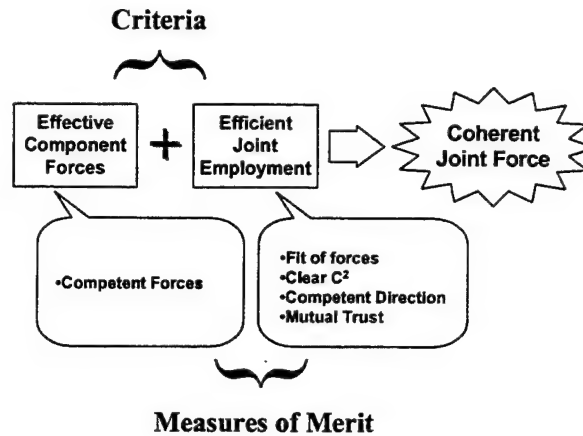 Criteria
Effective
Component
Forces
+
Efficient
Joint
Employment
Coherent
Joint Force
•Competent Forces
•Fit of forces
•Clear C²
•Competent Direction
•Mutual Trust
Measures of Merit